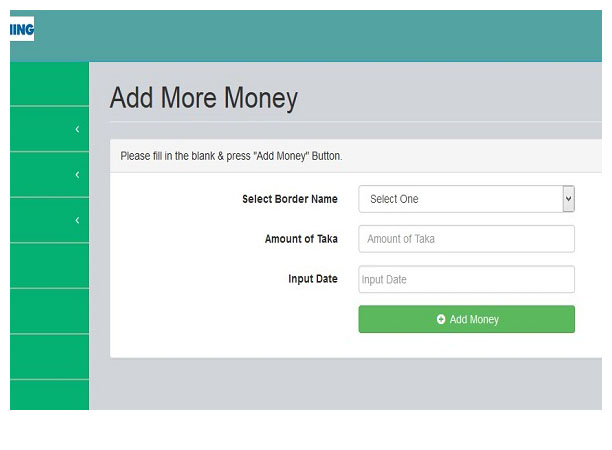 Add More Money
Please fill in the blank & press "Add Money" Button.
Select Border Name
Select One
Amount of Taka
Amount of Taka
Input Date
Input Date
Add Money